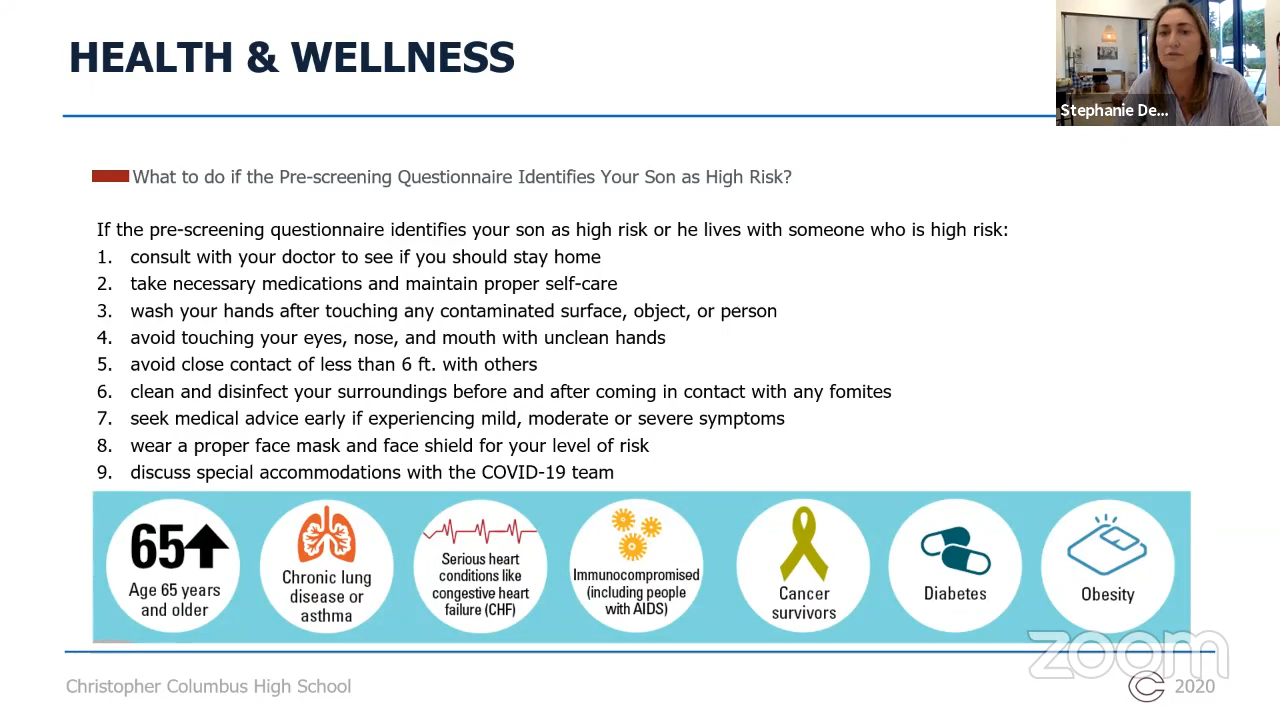 HEALTH & WELLNESS
Stephanie De...
What to do if the Pre-screening Questionnaire Identifies Your Son as High Risk?
If the pre-screening questionnaire identifies your son as high risk or he lives with someone who is high risk:
1. consult with your doctor to see if you should stay home
2. take necessary medications and maintain proper self-care
3. wash your hands after touching any contaminated surface, object, or person
4. avoid touching your eyes, nose, and mouth with unclean hands
5. avoid close contact of less than 6 ft. with others
6. clean and disinfect your surroundings before and after coming in contact with any fomites
7. seek medical advice early if experiencing mild, moderate or severe symptoms
8. wear a proper face mask and face shield for your level of risk
9. discuss special accommodations with the COVID-19 team
65
Age 65 years
and older
Chronic lung
disease or
asthma
Serious heart
conditions like
congestive heart
failure (CHF)
Immunocompromised
(including people
with AIDS)
Cancer
survivors
Diabetes
Obesity
zoom
Christopher Columbus High School
C 2020